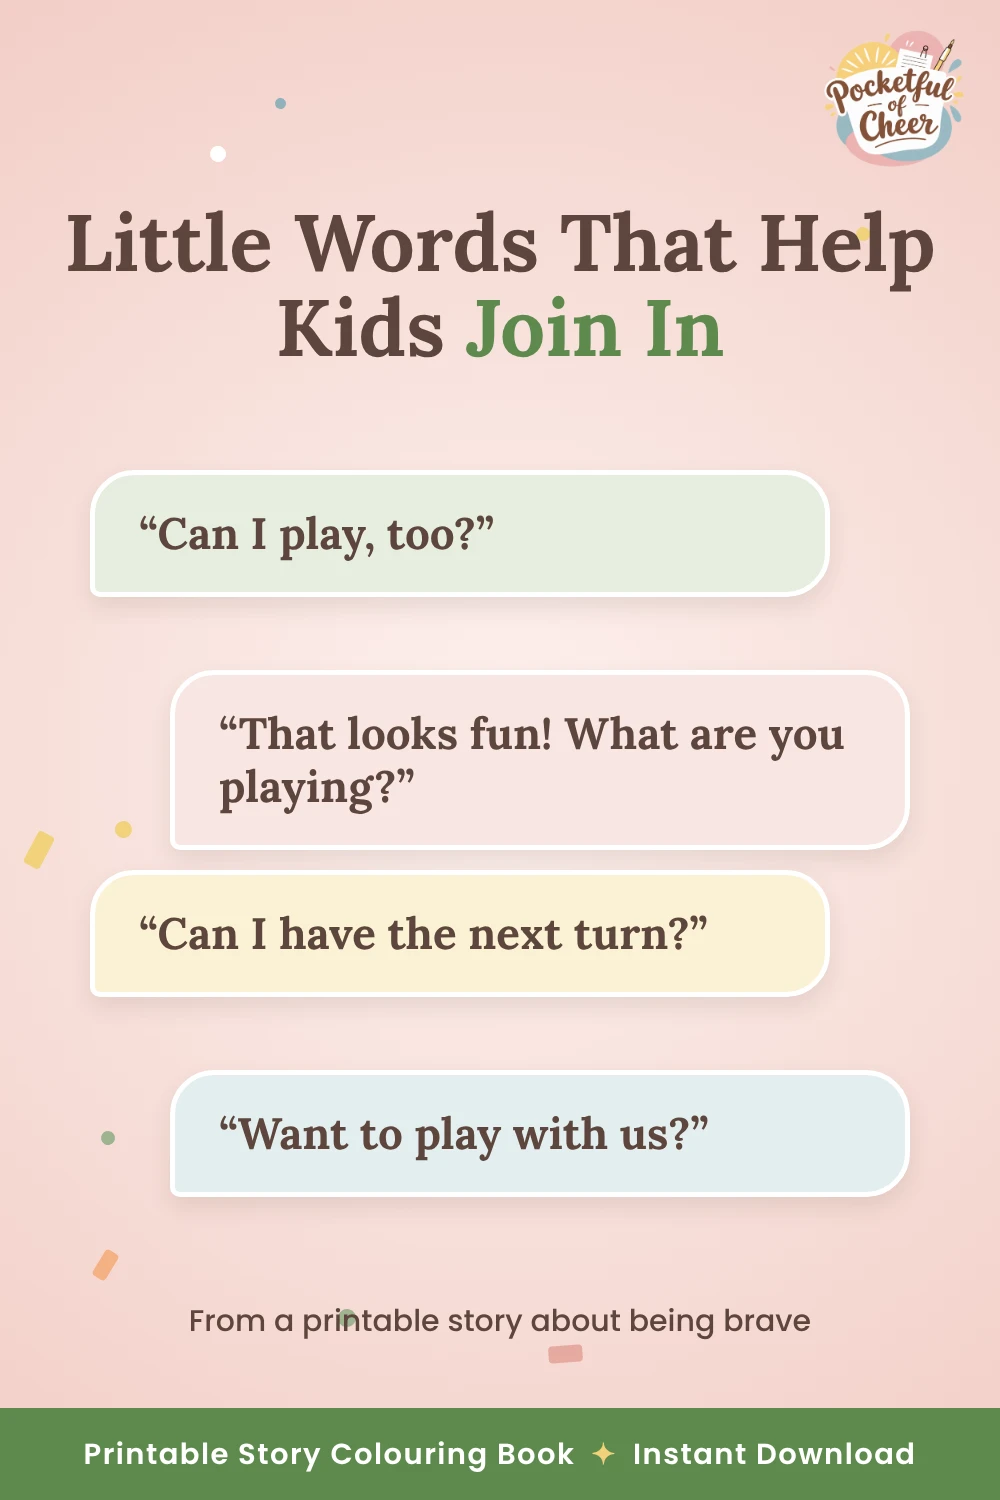 Pocketful
of
Cheer
Little Words That Help
Kids Join In
“Can I play, too?”
“That looks fun! What are you
playing?”
“Can I have the next turn?”
“Want to play with us?”
From a printable story about being brave
Printable Story Colouring Book ✦ Instant Download